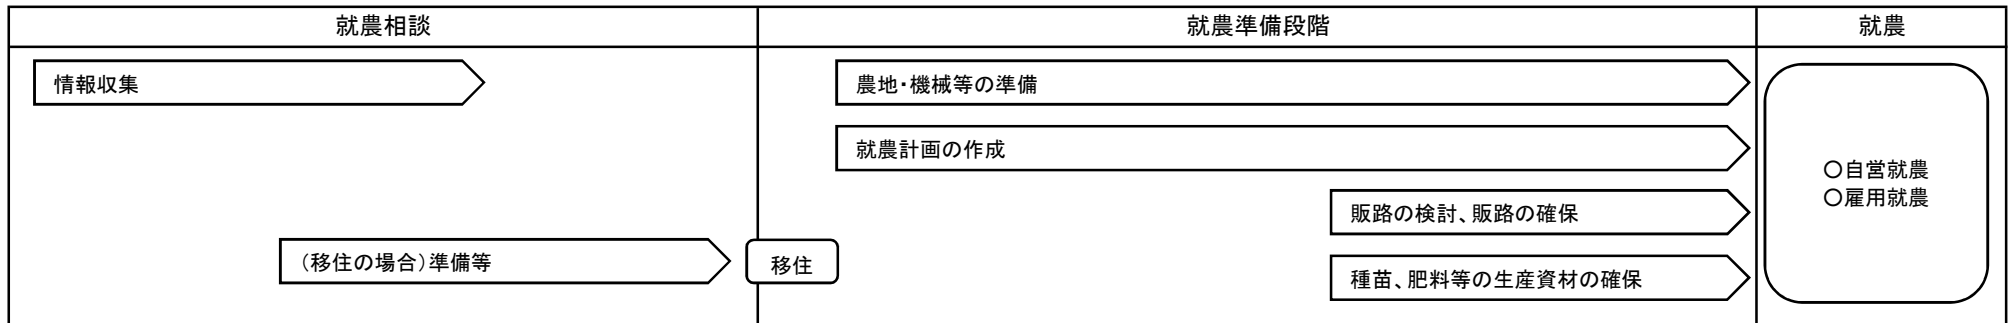 就農相談
就農準備段階
就農
情報収集
農地・機械等の準備
就農計画の作成
○自営就農
○雇用就農
販路の検討、販路の確保
(移住の場合)準備等
移住
種苗、肥料等の生産資材の確保